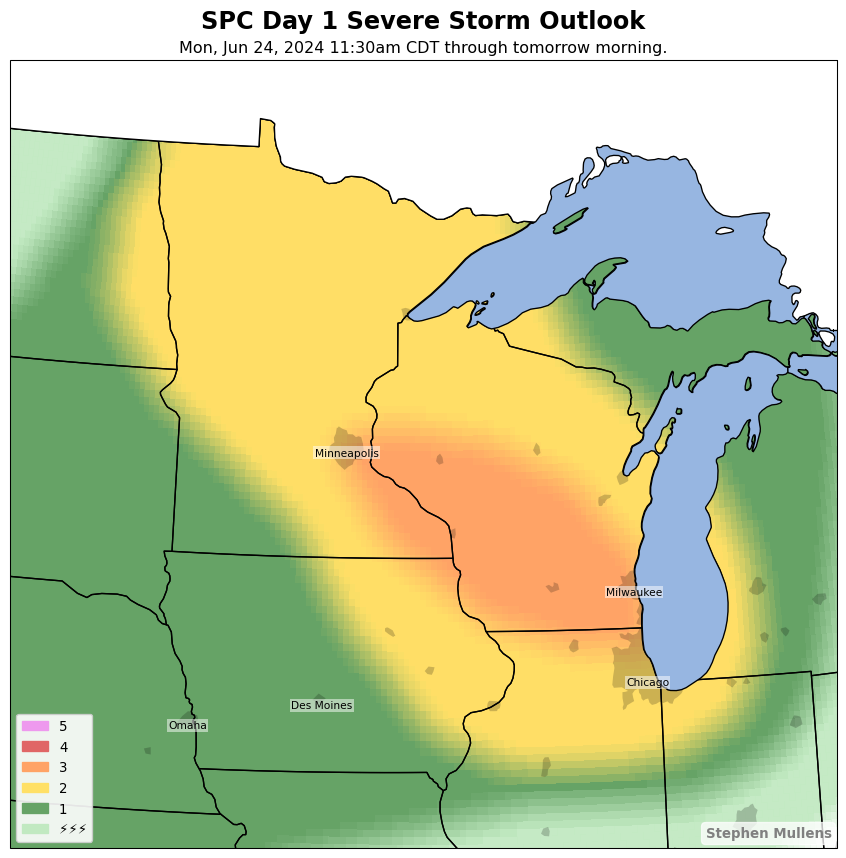 SPC Day 1 Severe Storm Outlook
Mon, Jun 24, 2024 11:30am CDT through tomorrow morning.
Minneapolis
Milwaukee
Chicago
Des Moines
Omaha
5
4
3
2
1
⚡⚡⚡
Stephen Mullens